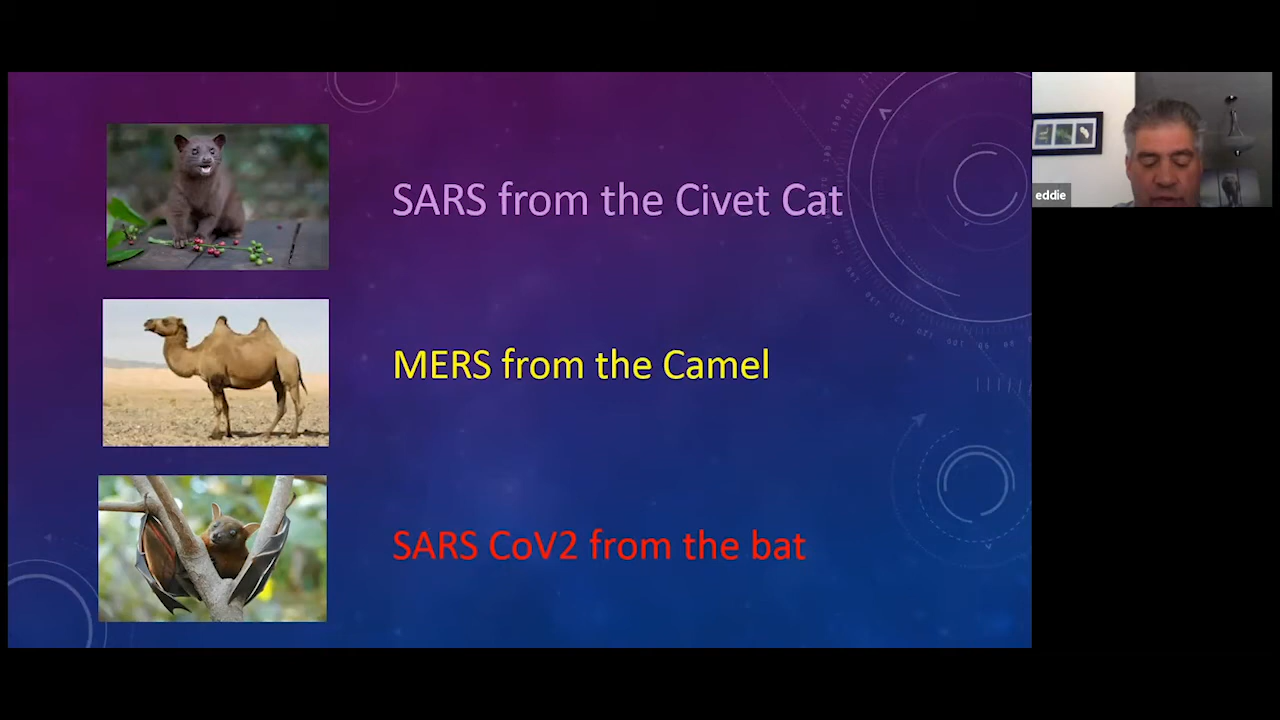 SARS from the Civet Cat
MERS from the Camel
SARS CoV2 from the bat
eddie